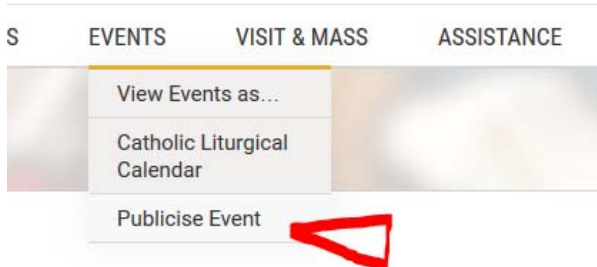 S EVENTS VISIT & MASS ASSISTANCE
View Events as...
Catholic Liturgical
Calendar
Publicise Event